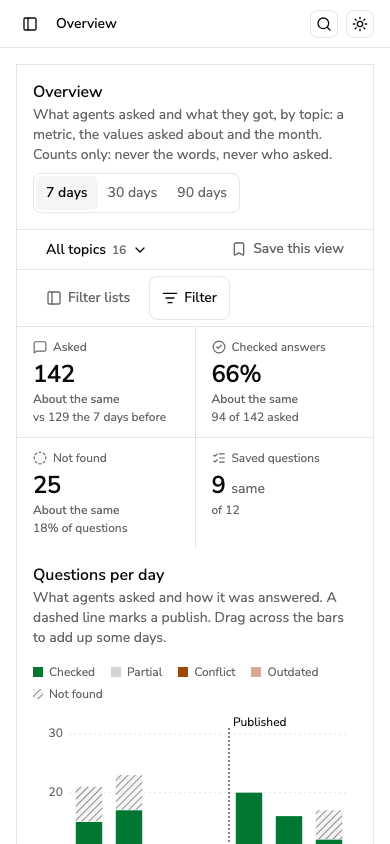 Overview
Overview
What agents asked and what they got, by topic: a
metric, the values asked about and the month.
Counts only: never the words, never who asked.
7 days 30 days 90 days
All topics 16 Save this view
Filter lists Filter
Asked Checked answers
142 66%
About the same About the same
vs 129 the 7 days before 94 of 142 asked
Not found Saved questions
25 9 same
About the same of 12
18% of questions
Questions per day
What agents asked and how it was answered. A
dashed line marks a publish. Drag across the bars
to add up some days.
Checked Partial Conflict Outdated
Not found
Published
30
20